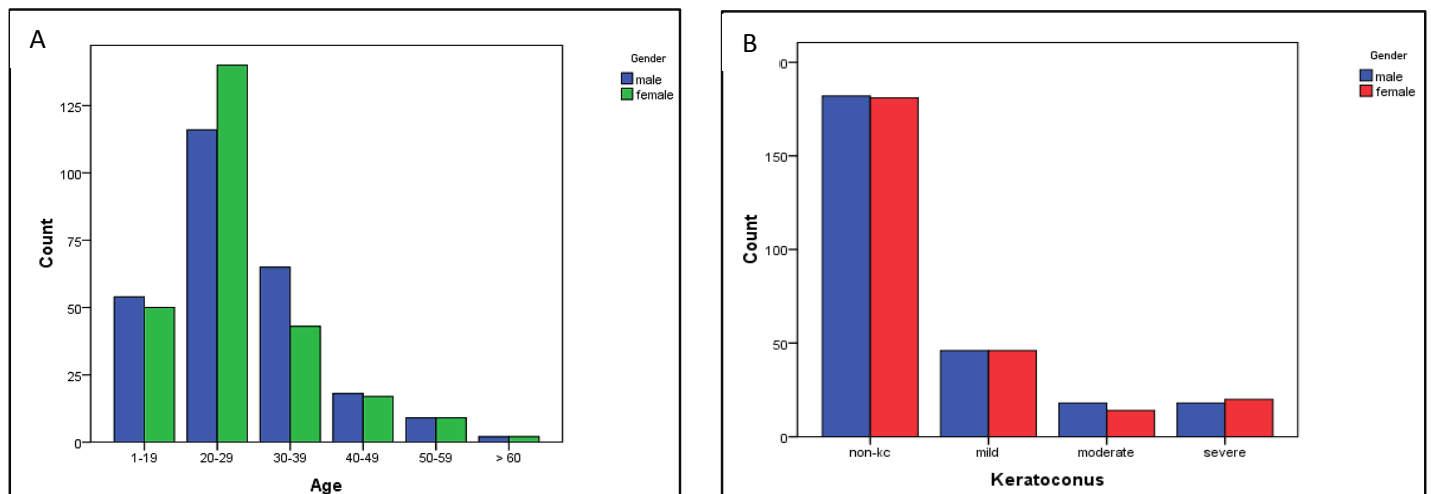 A
Gender
male
female
125
100
75
50
25
0
Count
1-19
20-29
30-39
40-49
50-59
> 60
Age
B
Gender
male
female
150
100
50
0
Count
non-kc
mild
moderate
severe
Keratoconus